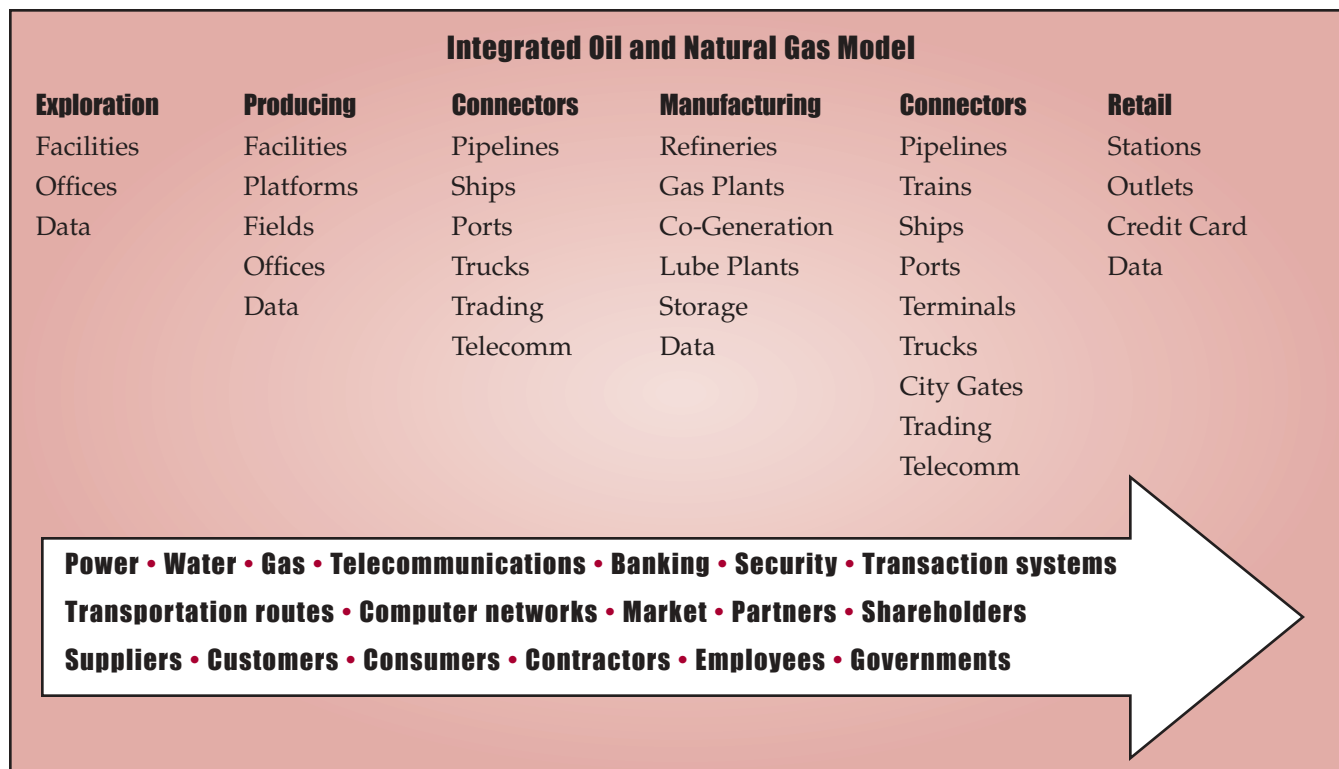 Integrated Oil and Natural Gas Model
Exploration
Facilities
Offices
Data
Producing
Facilities
Platforms
Fields
Offices
Data
Connectors
Pipelines
Ships
Ports
Trucks
Trading
Telecomm
Manufacturing
Refineries
Gas Plants
Co-Generation
Lube Plants
Storage
Data
Connectors
Pipelines
Trains
Ships
Ports
Terminals
Trucks
City Gates
Trading
Telecomm
Retail
Stations
Outlets
Credit Card
Data
Power • Water • Gas • Telecommunications • Banking • Security • Transaction systems
Transportation routes • Computer networks • Market • Partners • Shareholders
Suppliers • Customers • Consumers • Contractors • Employees • Governments